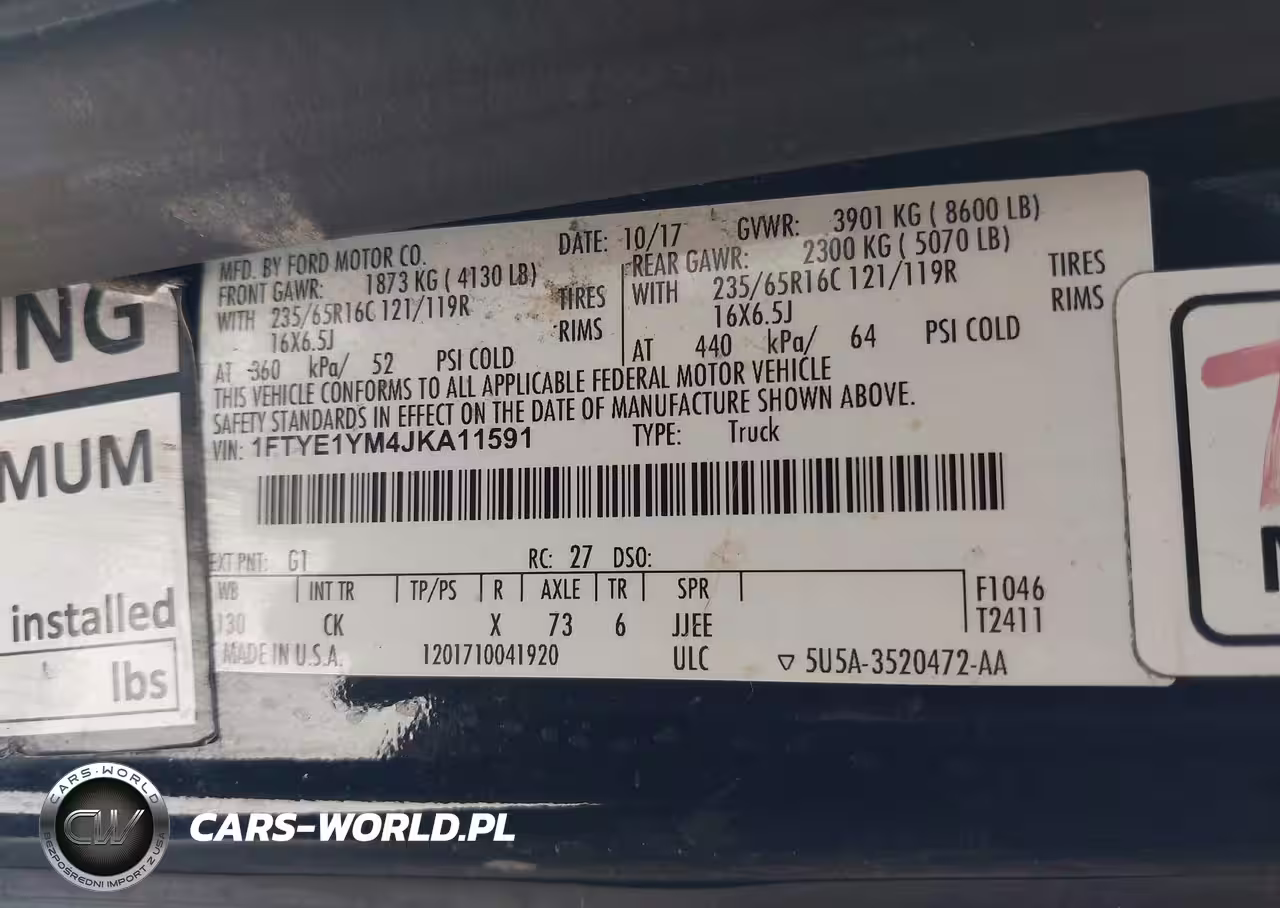 ING
MUM
installed
lbs
MFD. BY FORD MOTOR CO. DATE: 10/17 GVWR: 3901 KG ( 8600 LB)
FRONT GAWR: 1873 KG ( 4130 LB) REAR GAWR: 2300 KG ( 5070 LB)
WITH 235/65R16C 121/119R TIRES WITH 235/65R16C 121/119R TIRES
16X6.5J RIMS 16X6.5J RIMS
AT 360 kPa/ 52 PSI COLD AT 440 kPa/ 64 PSI COLD
THIS VEHICLE CONFORMS TO ALL APPLICABLE FEDERAL MOTOR VEHICLE
SAFETY STANDARDS IN EFFECT ON THE DATE OF MANUFACTURE SHOWN ABOVE.
VIN: 1FTYE1YM4JKA11591 TYPE: Truck
EXT PNT: G1 RC: 27 DSO:
WB INT TR TP/PS R AXLE TR SPR F1046
130 CK X 73 6 JJEE T2411
MADE IN U.S.A. 1201710041920 ULC ▽ 5U5A-3520472-AA
CARS-WORLD
CW
BEZPOŚREDNI IMPORT Z USA
CARS-WORLD.PL